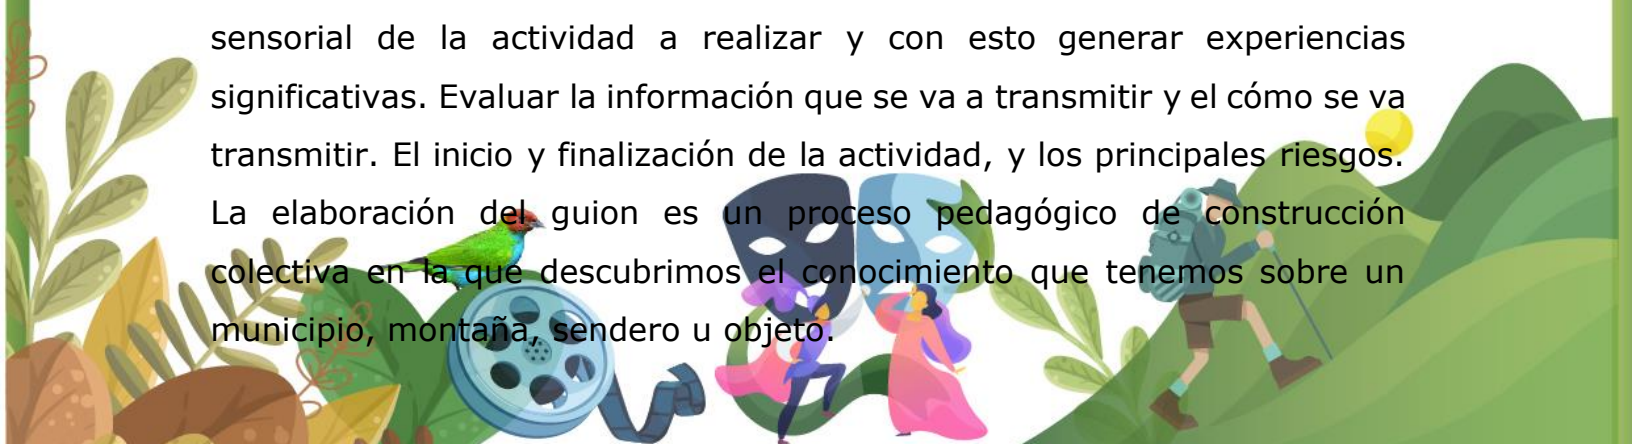 sensorial de la actividad a realizar y con esto generar experiencias
significativas. Evaluar la información que se va a transmitir y el cómo se va
transmitir. El inicio y finalización de la actividad, y los principales riesgos.
La elaboración del guion es un proceso pedagógico de construcción
colectiva en la que descubrimos el conocimiento que tenemos sobre un
municipio, montaña, sendero u objeto.